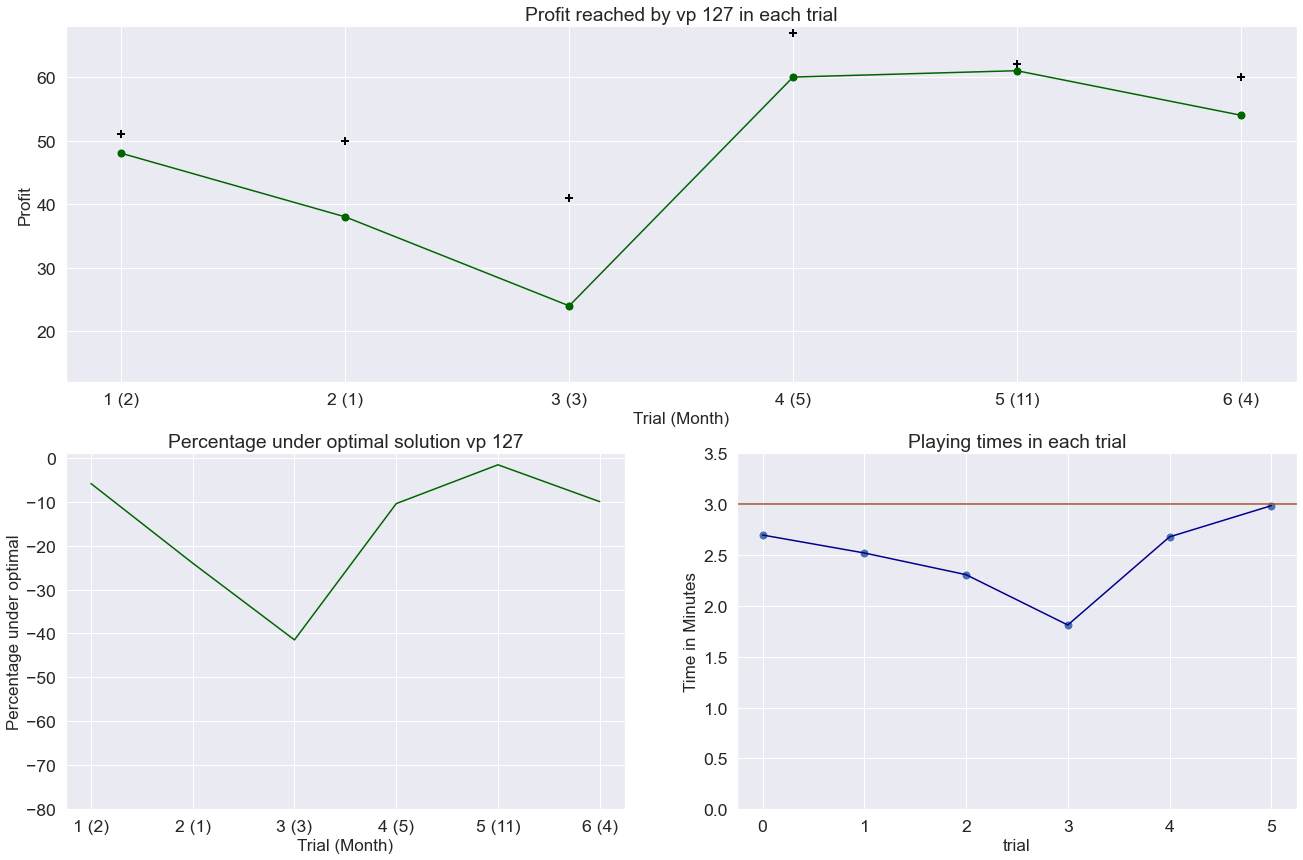 Profit reached by vp 127 in each trial
Profit
60
50
40
30
20
1 (2) 2 (1) 3 (3) 4 (5) 5 (11) 6 (4)
Trial (Month)
Percentage under optimal solution vp 127
Percentage under optimal
0
−10
−20
−30
−40
−50
−60
−70
−80
1 (2) 2 (1) 3 (3) 4 (5) 5 (11) 6 (4)
Trial (Month)
Playing times in each trial
Time in Minutes
3.5
3.0
2.5
2.0
1.5
1.0
0.5
0.0
0 1 2 3 4 5
trial